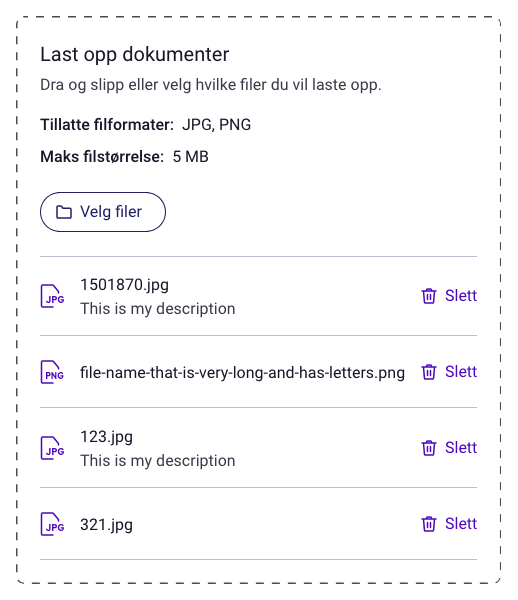 Last opp dokumenter
Dra og slipp eller velg hvilke filer du vil laste opp.
Tillatte filformater: JPG, PNG
Maks filstørrelse: 5 MB
Velg filer
JPG 1501870.jpg Slett
This is my description
PNG file-name-that-is-very-long-and-has-letters.png Slett
JPG 123.jpg Slett
This is my description
JPG 321.jpg Slett